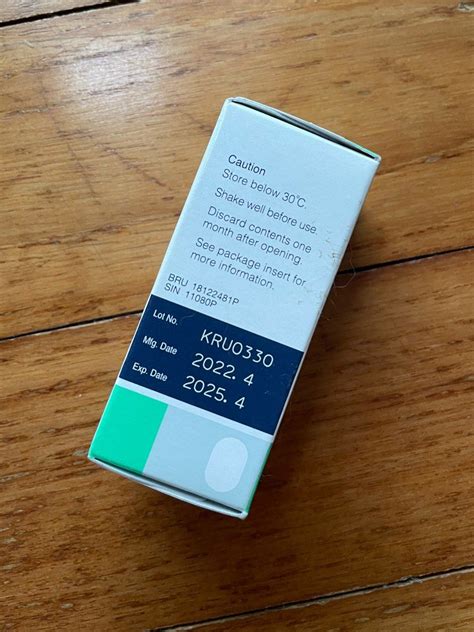 Caution
Store below 30℃.
Shake well before use.
Discard contents one
month after opening.
See package insert for
more information.
BRU 18122481P
SIN 11080P
Lot No. KRU0330
Mfg. Date 2022. 4
Exp. Date 2025. 4